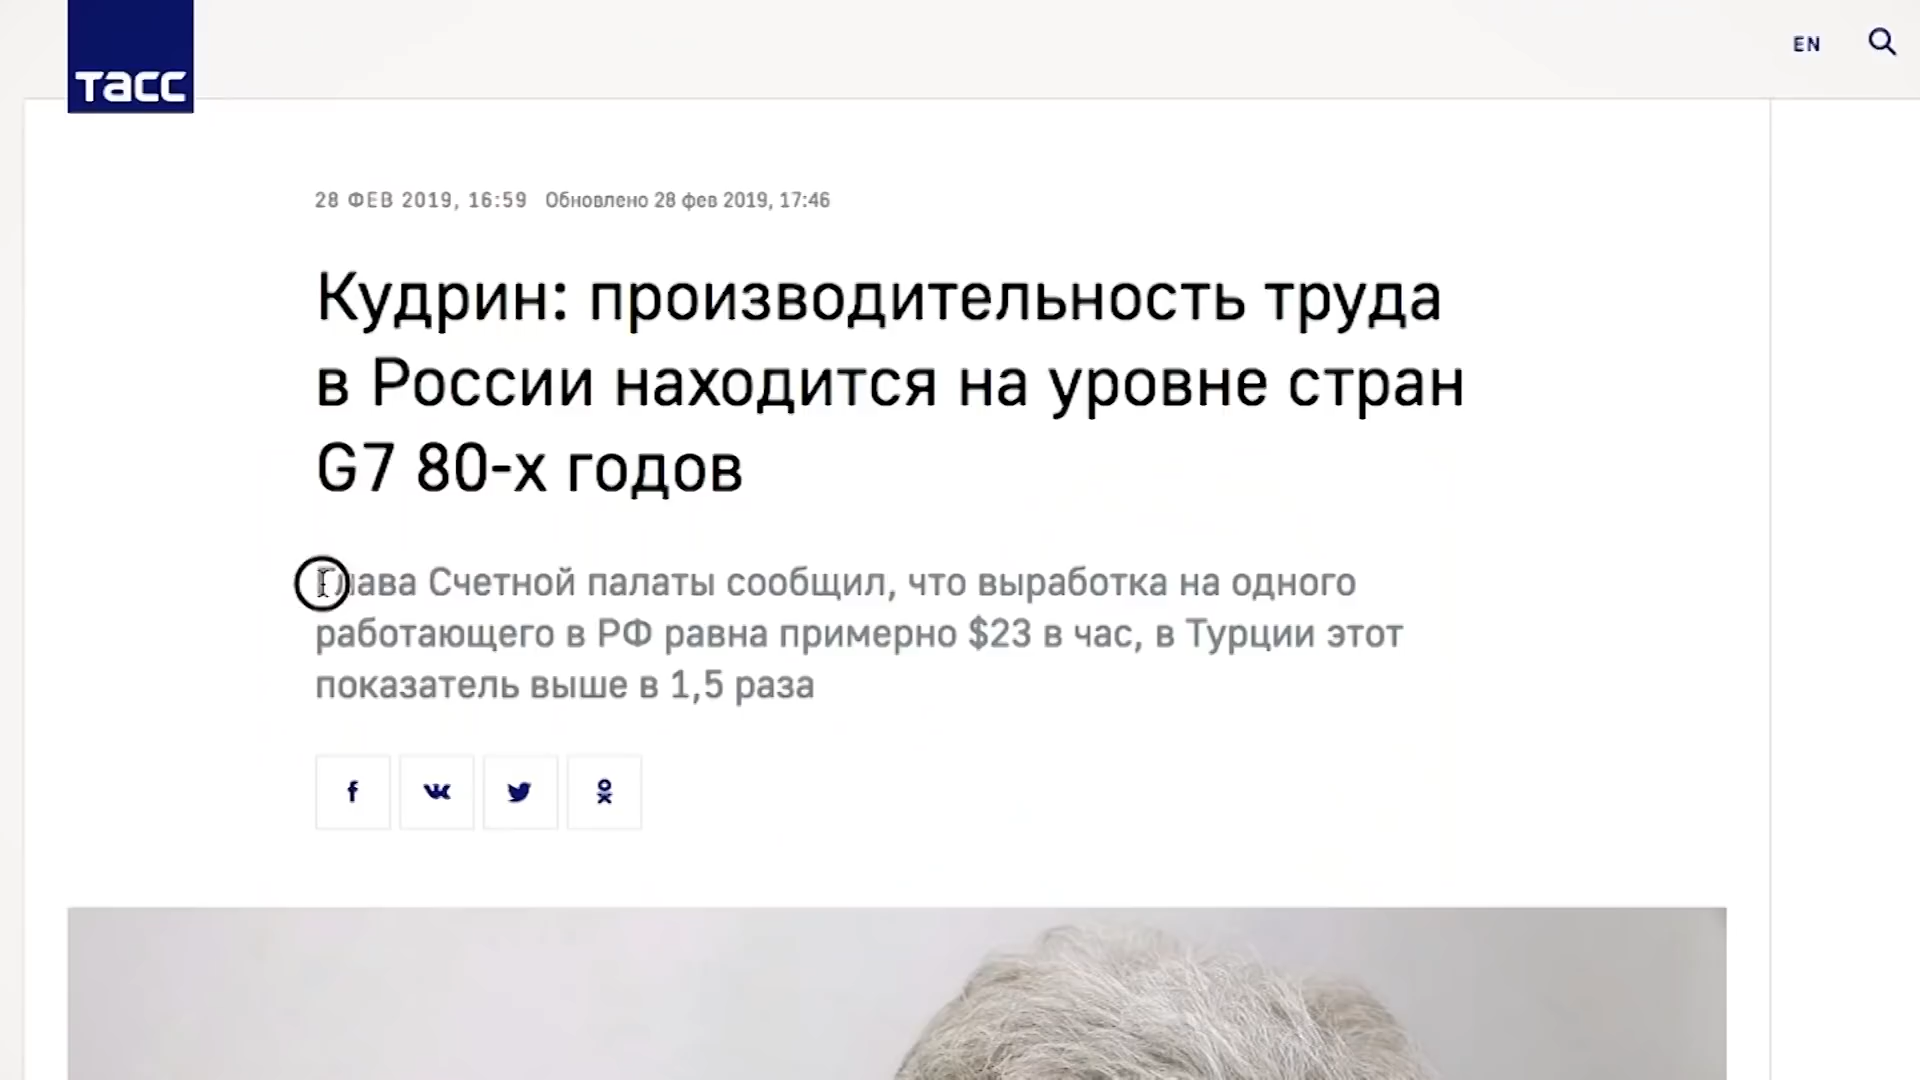 ТАСС
EN
28 ФЕВ 2019, 16:59 Обновлено 28 фев 2019, 17:46
Кудрин: производительность труда
в России находится на уровне стран
G7 80-х годов
Глава Счетной палаты сообщил, что выработка на одного
работающего в РФ равна примерно $23 в час, в Турции этот
показатель выше в 1,5 раза